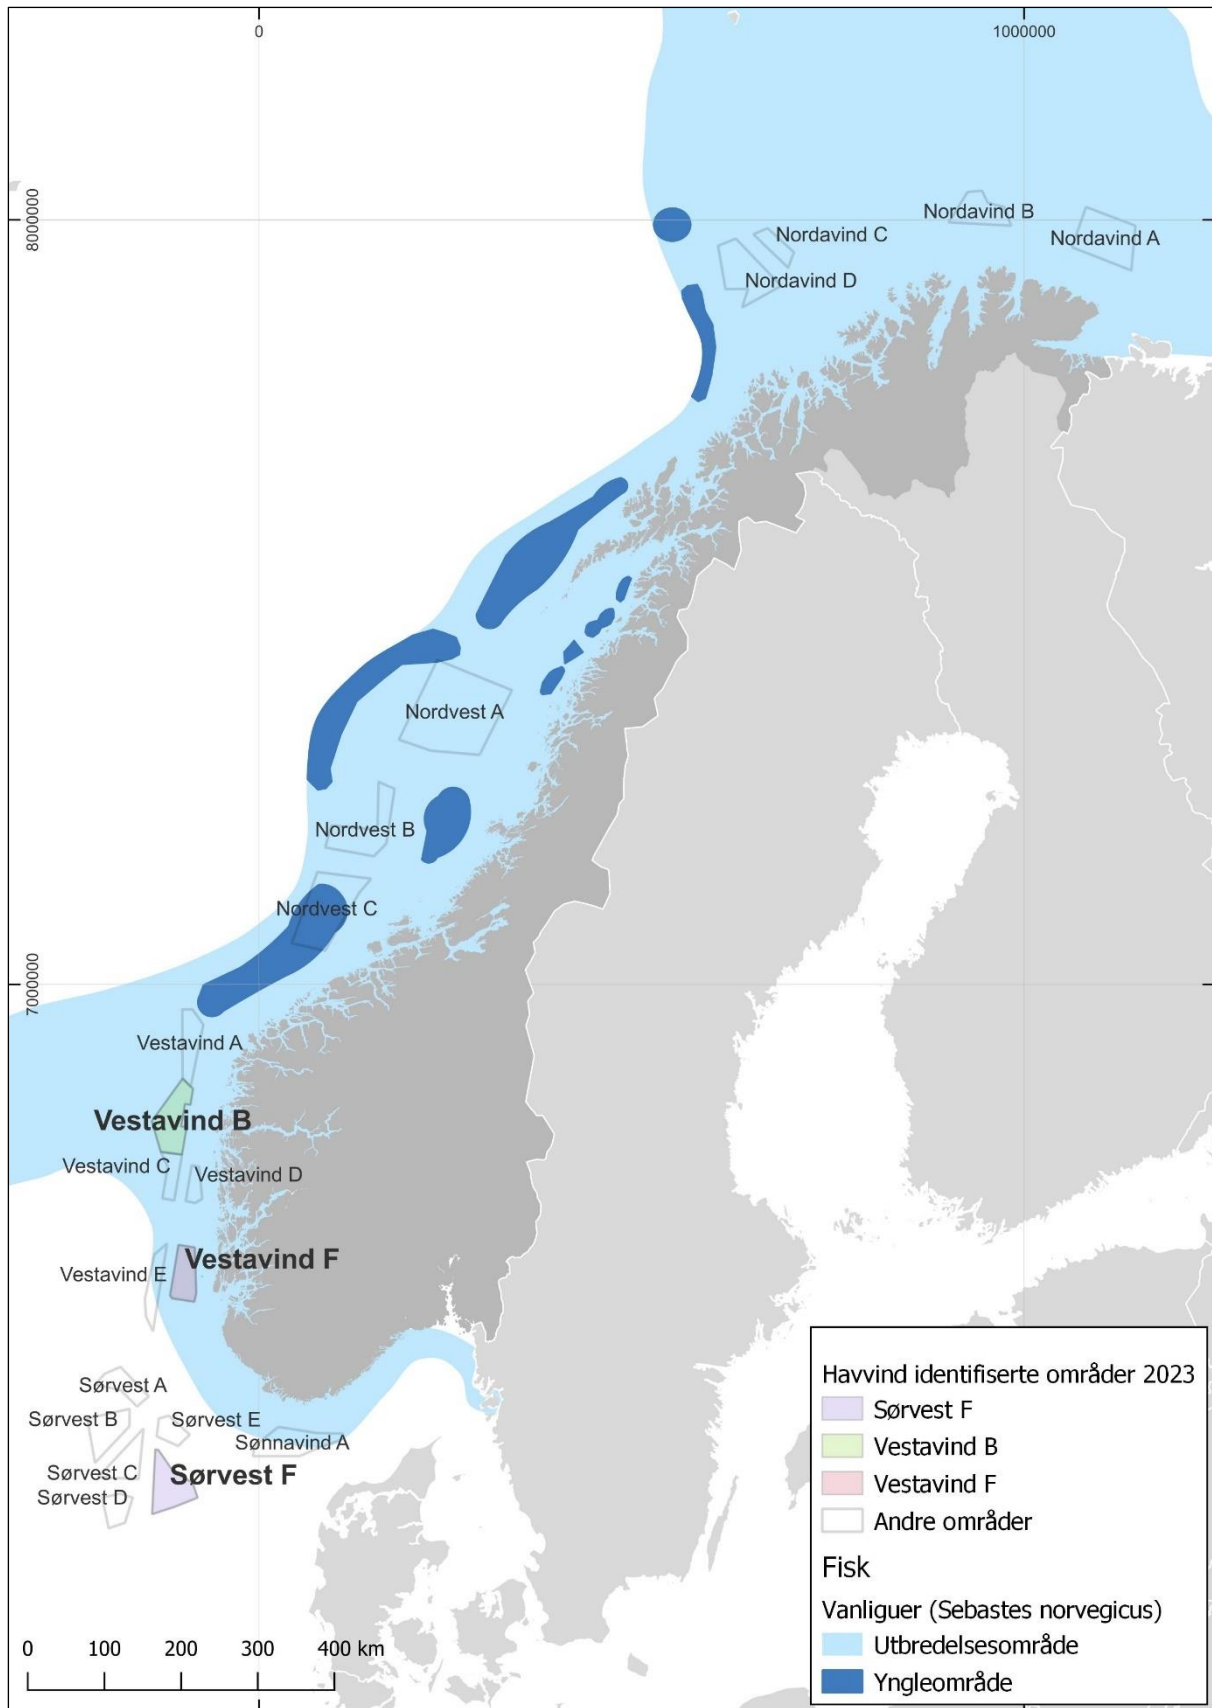 0
1000000
8000000
Nordavind B
Nordavind C
Nordavind A
Nordavind D
Nordvest A
Nordvest B
Nordvest C
7000000
Vestavind A
Vestavind B
Vestavind C
Vestavind D
Vestavind F
Vestavind E
Sørvest A
Sørvest B
Sørvest E
Sønnavind A
Sørvest C
Sørvest F
Sørvest D
Havvind identifiserte områder 2023
Sørvest F
Vestavind B
Vestavind F
Andre områder
Fisk
Vanliguer (Sebastes norvegicus)
Utbredelsesområde
Yngleområde
0 100 200 300 400 km